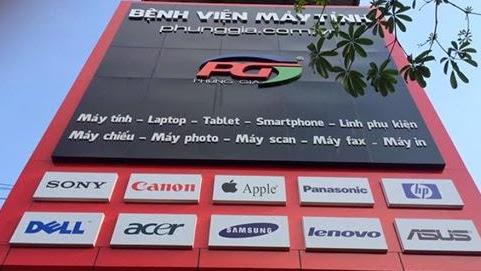 BỆNH VIỆN MÁY TÍNH
phunggia.com.vn
PG
PHUNG GIA
Máy tính - Laptop - Tablet - Smartphone - Linh phụ kiện
Máy chiếu - Máy photo - Máy scan - Máy fax - Máy in
SONY Canon Apple Panasonic hp
DELL acer SAMSUNG lenovo ASUS